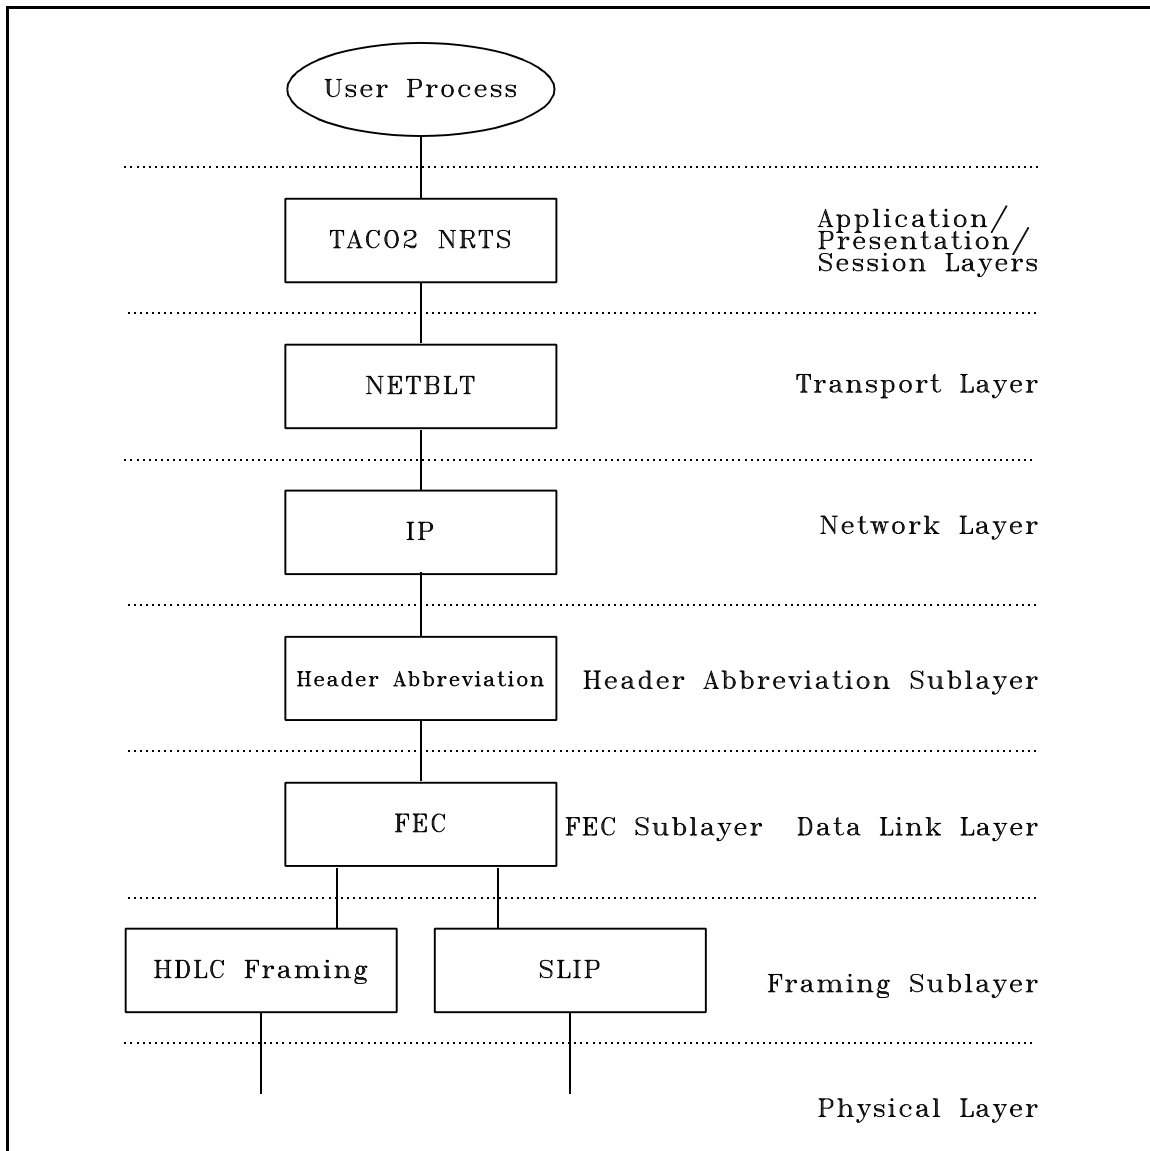 User Process
TACO2 NRTS
Application/
Presentation/
Session Layers
NETBLT
Transport Layer
IP
Network Layer
Header Abbreviation
Header Abbreviation Sublayer
FEC
FEC Sublayer Data Link Layer
HDLC Framing
SLIP
Framing Sublayer
Physical Layer